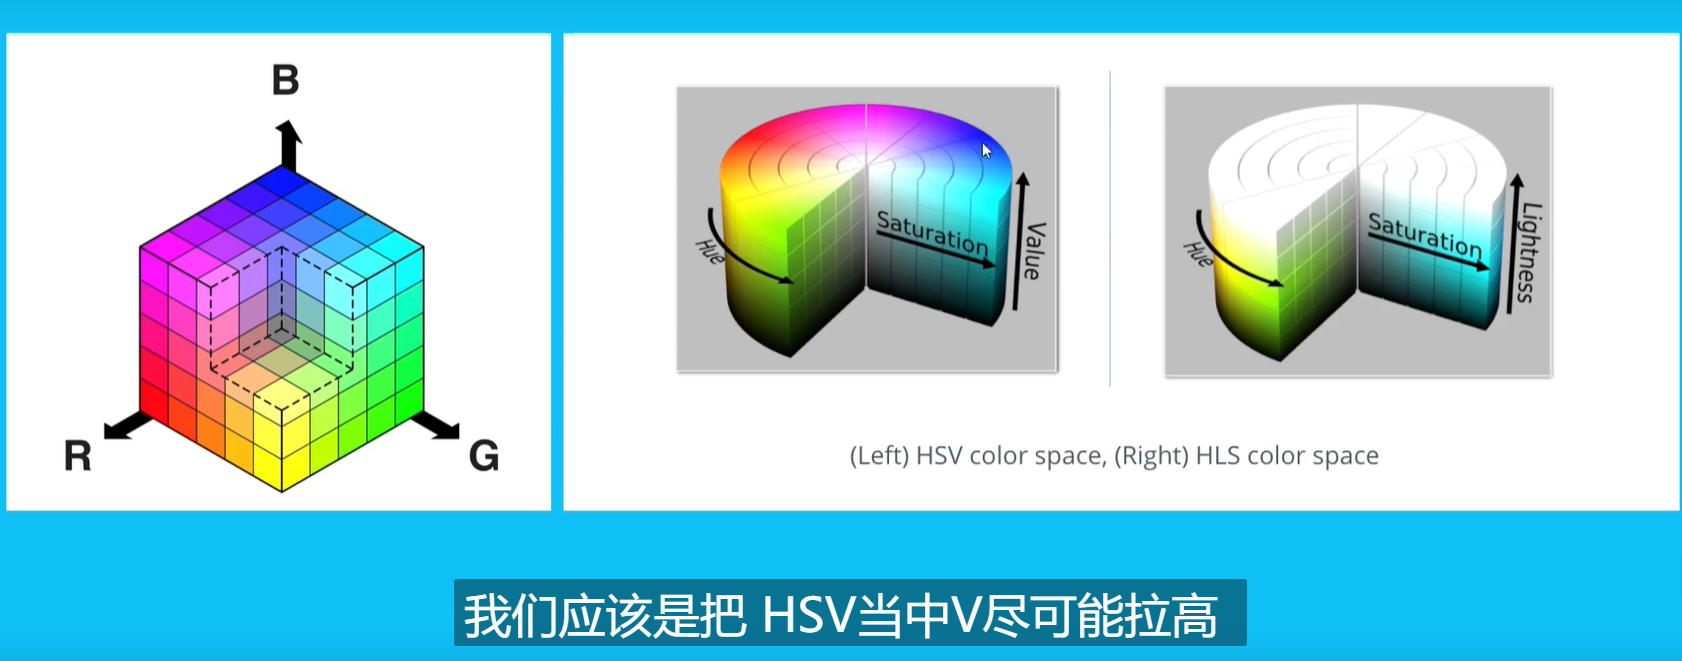 B
R
G
Hue
Saturation
Value
Hue
Saturation
Lightness
(Left) HSV color space, (Right) HLS color space
我们应该是把 HSV当中V尽可能拉高